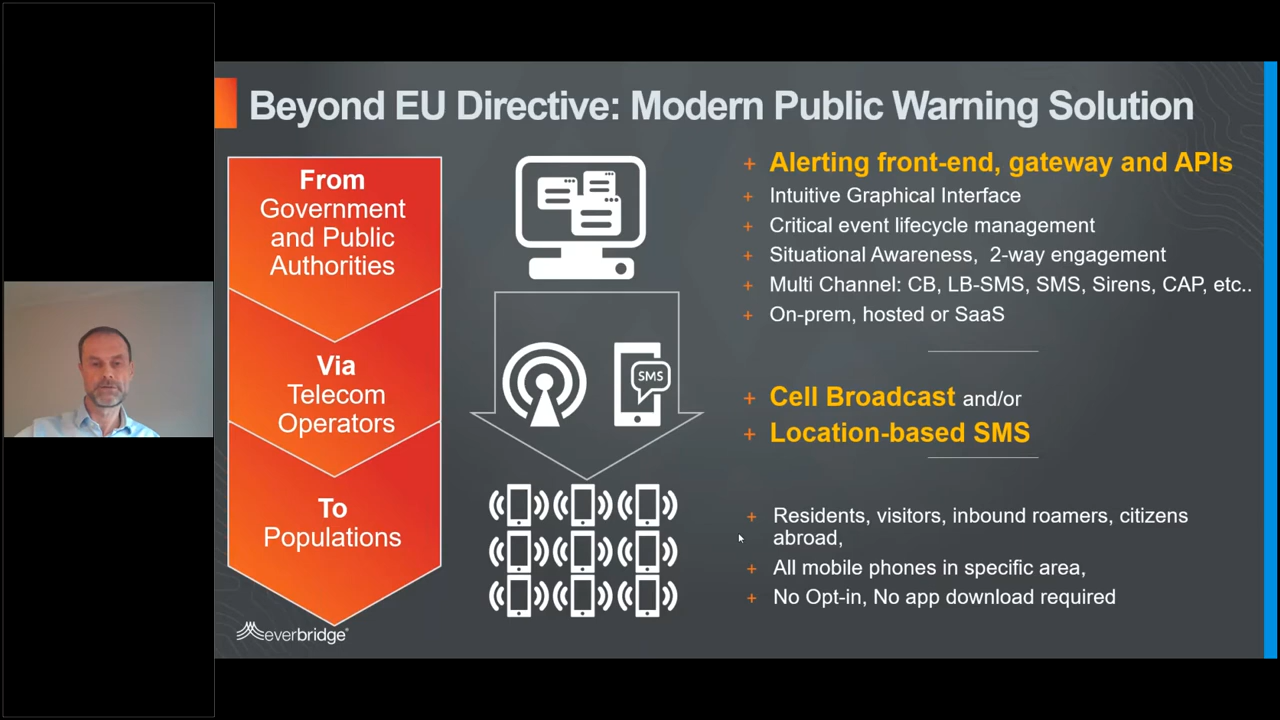 Beyond EU Directive: Modern Public Warning Solution
From
Government
and Public
Authorities
Via
Telecom
Operators
To
Populations
SMS
+ Alerting front-end, gateway and APIs
+ Intuitive Graphical Interface
+ Critical event lifecycle management
+ Situational Awareness, 2-way engagement
+ Multi Channel: CB, LB-SMS, SMS, Sirens, CAP, etc..
+ On-prem, hosted or SaaS
+ Cell Broadcast and/or
+ Location-based SMS
+ Residents, visitors, inbound roamers, citizens
abroad,
+ All mobile phones in specific area,
+ No Opt-in, No app download required
everbridge